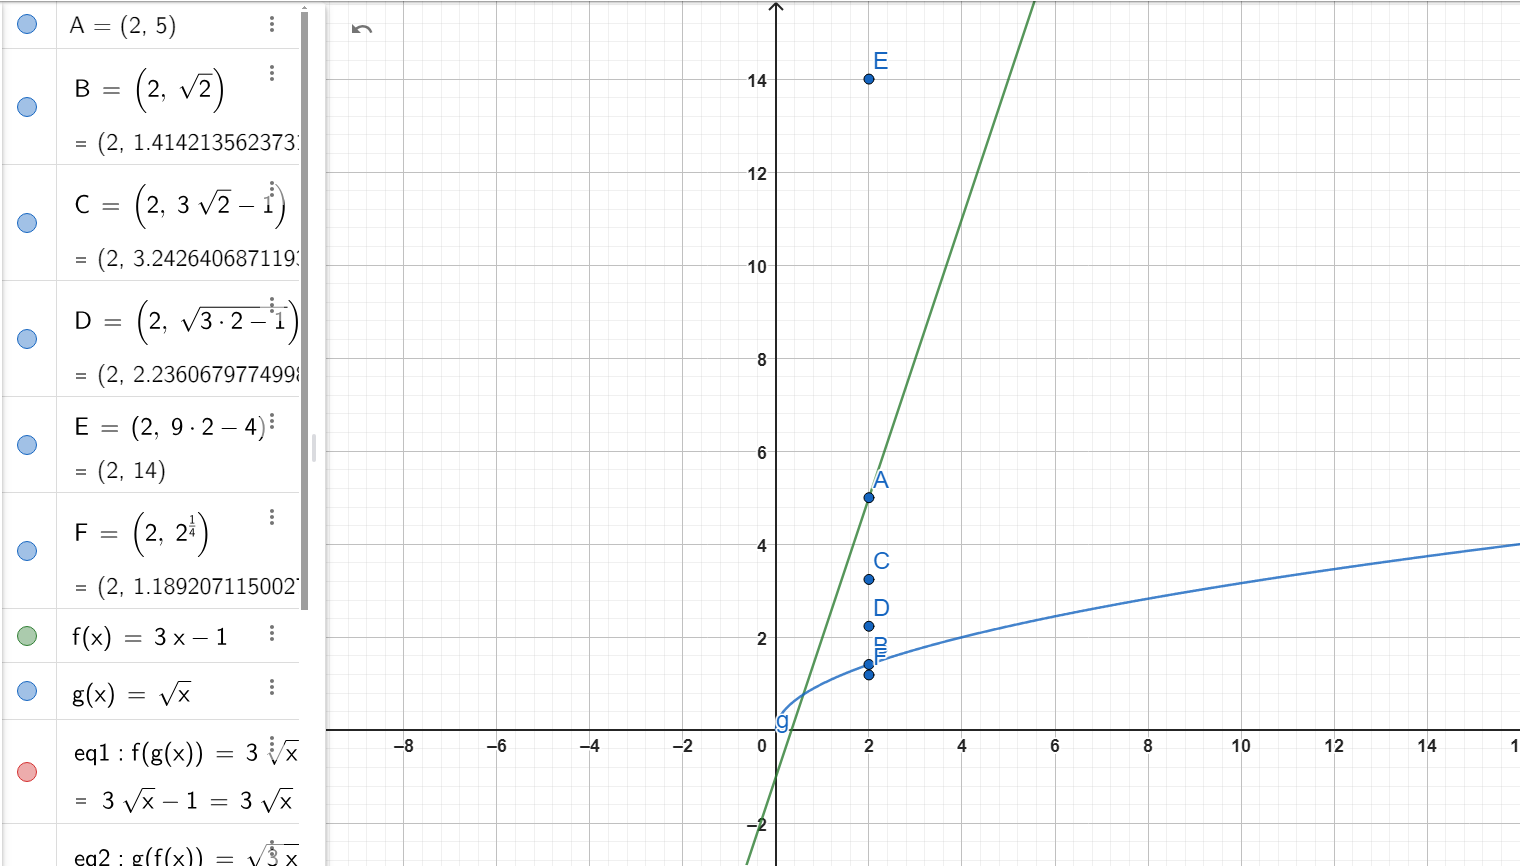 A = (2, 5)
B = (2, √2)
= (2, 1.414213562373
C = (2, 3 √2 − 1)
= (2, 3.242640687119
D = (2, √(3 · 2 − 1))
= (2, 2.236067977499
E = (2, 9 · 2 − 4)
= (2, 14)
F = (2, 2^(1/4))
= (2, 1.189207115002
f(x) = 3 x − 1
g(x) = √x
eq1 : f(g(x)) = 3 √x
= 3 √x − 1 = 3 √x
eq2 : g(f(x)) = √3 x
E
14
12
10
8
6
A
4
C
D
2
B
F
g
−8 −6 −4 −2 0 2 4 6 8 10 12 14
−2